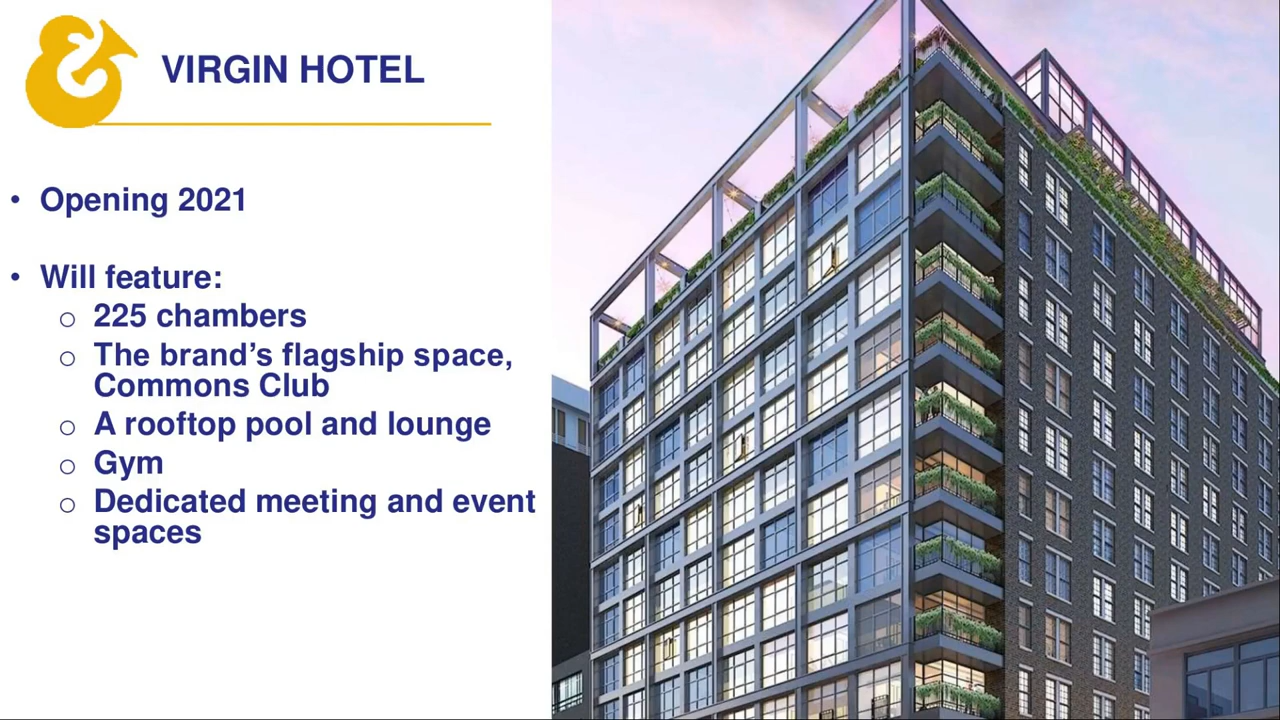 VIRGIN HOTEL
• Opening 2021
• Will feature:
o 225 chambers
o The brand’s flagship space,
Commons Club
o A rooftop pool and lounge
o Gym
o Dedicated meeting and event
spaces